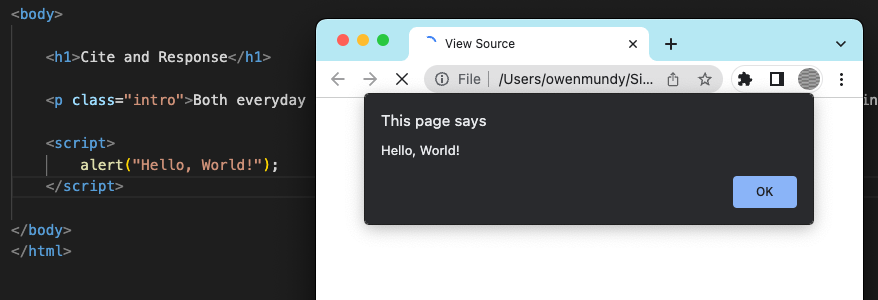 <body>
<h1>Cite and Response</h1>
<p class="intro">Both everyday
in
<script>
alert("Hello, World!");
</script>
</body>
</html>
View Source
File
/Users/owenmundy/Si...
This page says
Hello, World!
OK